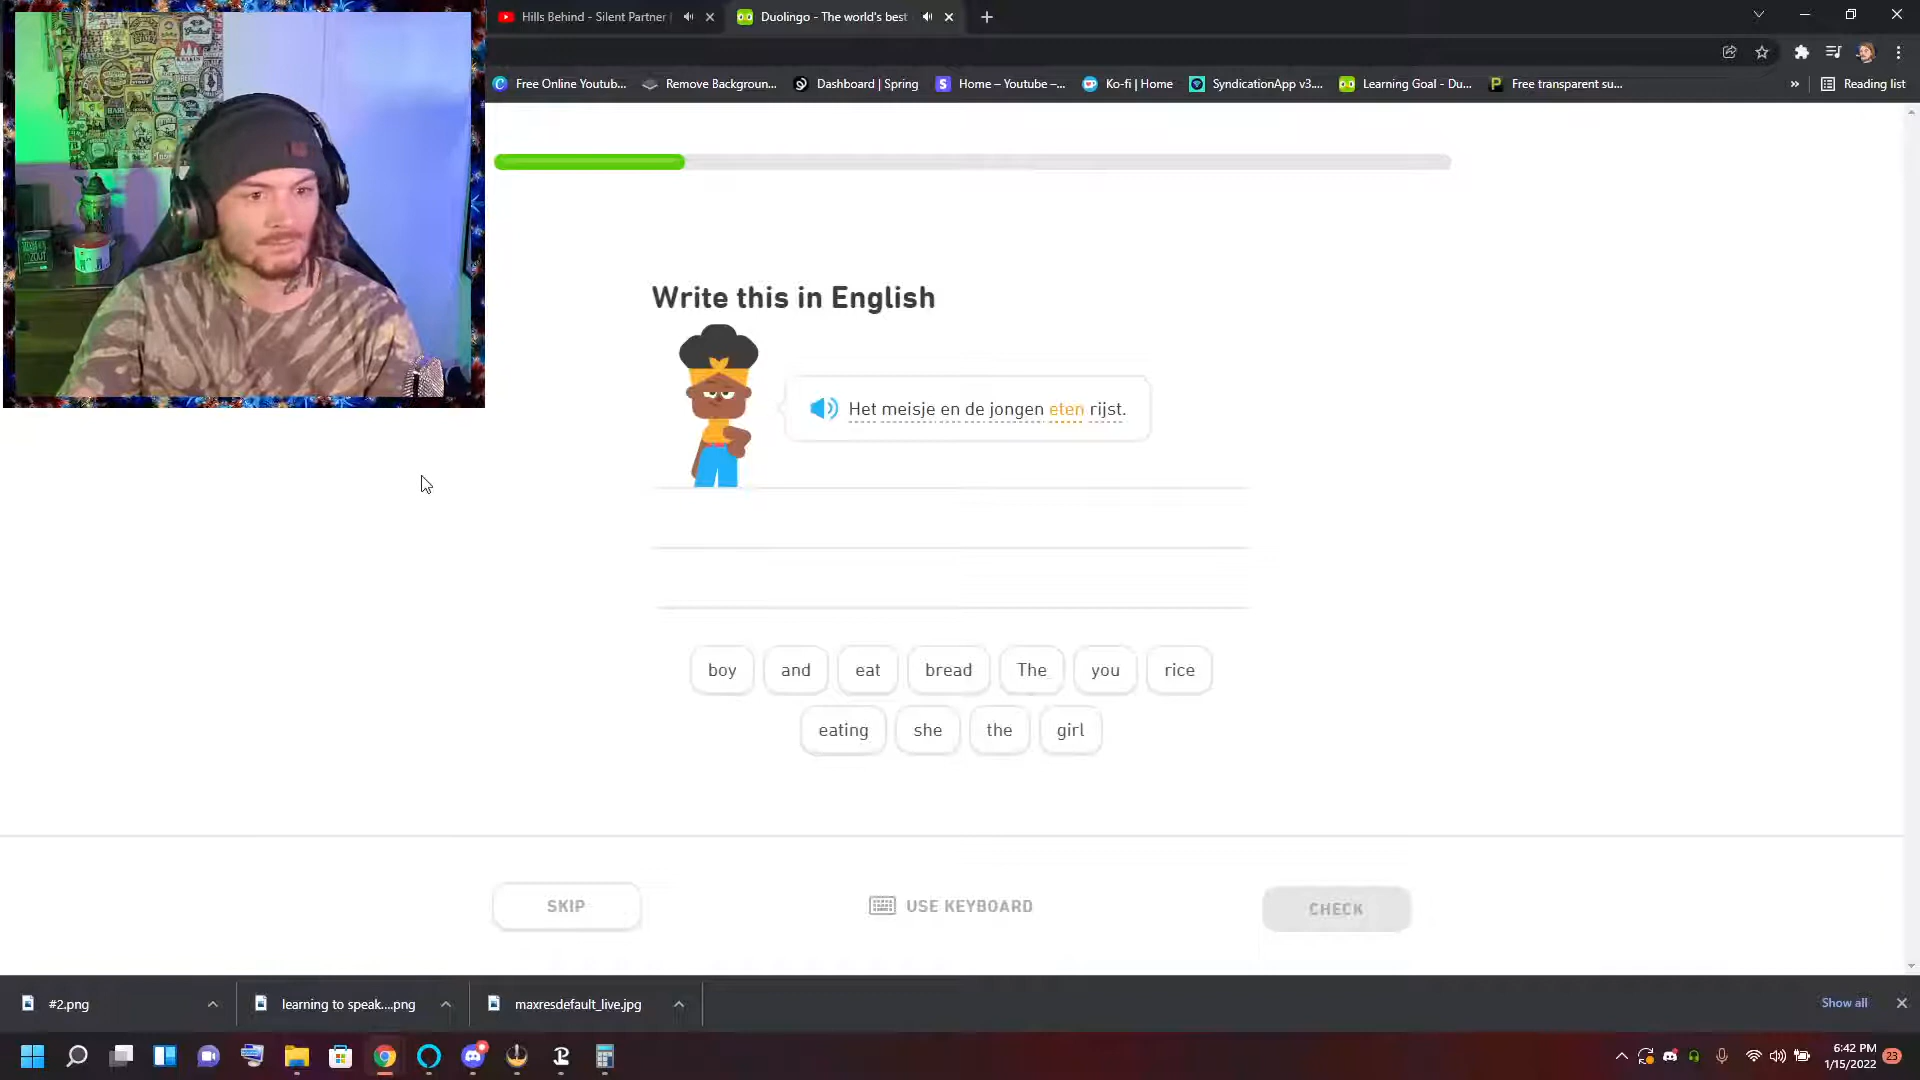 Hills Behind - Silent Partner
Duolingo - The world's best
Free Online Youtub...
Remove Backgroun...
Dashboard | Spring
Home – Youtube –...
Ko-fi | Home
SyndicationApp v3....
Learning Goal - Du...
Free transparent su...
»
Reading list
Write this in English
Het meisje en de jongen eten rijst.
boy and eat bread The you rice
eating she the girl
SKIP
USE KEYBOARD
CHECK
#2.png
learning to speak....png
maxresdefault_live.jpg
Show all
6:42 PM
1/15/2022
23